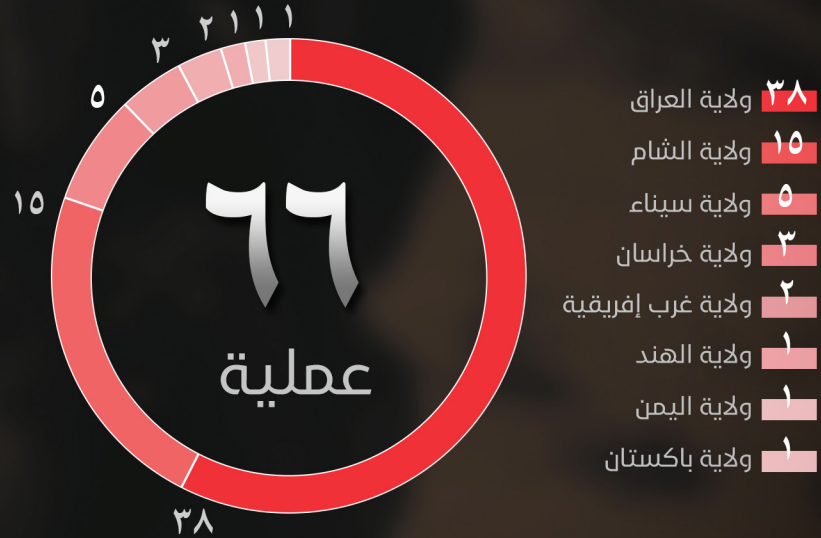 ١
١
١
٢
٣
٥
١٥
٣٨
٦٦
عملية
٣٨ ولاية العراق
١٥ ولاية الشام
٥ ولاية سيناء
٣ ولاية خراسان
٢ ولاية غرب إفريقية
١ ولاية الهند
١ ولاية اليمن
١ ولاية باكستان